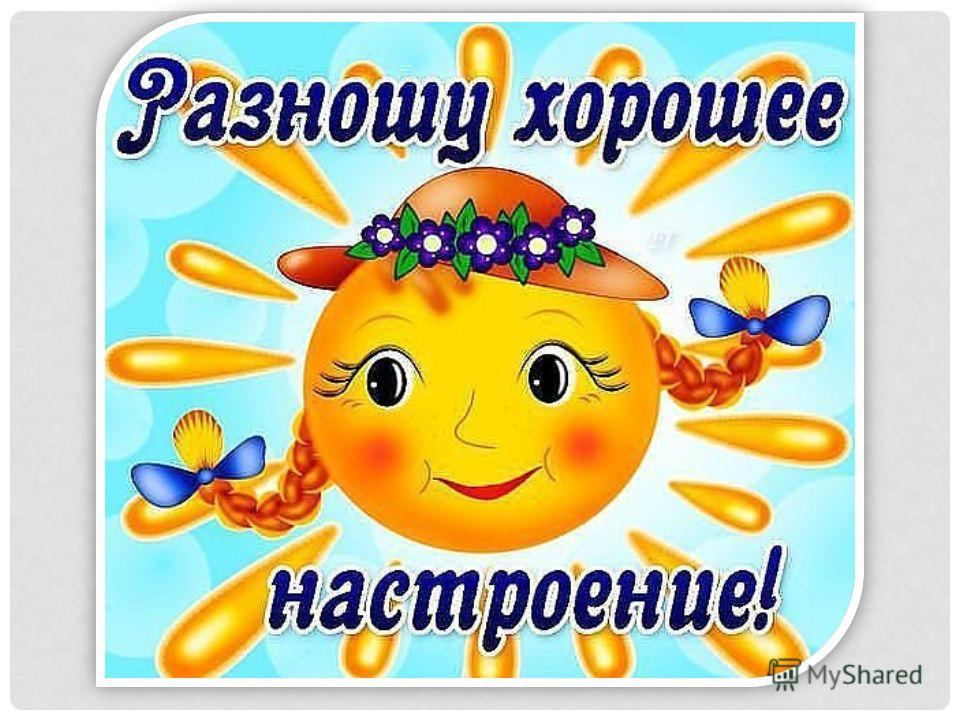 Разношу хорошее
настроение!
MyShared